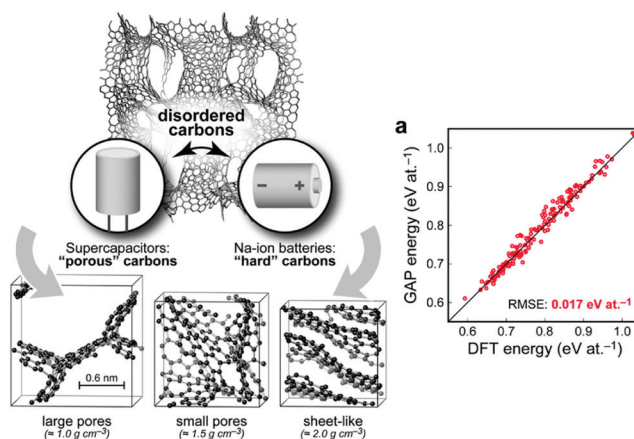 disordered
carbons
− +
Supercapacitors:
"porous" carbons
Na-ion batteries:
"hard" carbons
0.6 nm
large pores
(≈ 1.0 g cm⁻³)
small pores
(≈ 1.5 g cm⁻³)
sheet-like
(≈ 2.0 g cm⁻³)
a
GAP energy (eV at.⁻¹)
1.0
0.9
0.8
0.7
0.6
RMSE: 0.017 eV at.⁻¹
0.6 0.7 0.8 0.9 1.0
DFT energy (eV at.⁻¹)